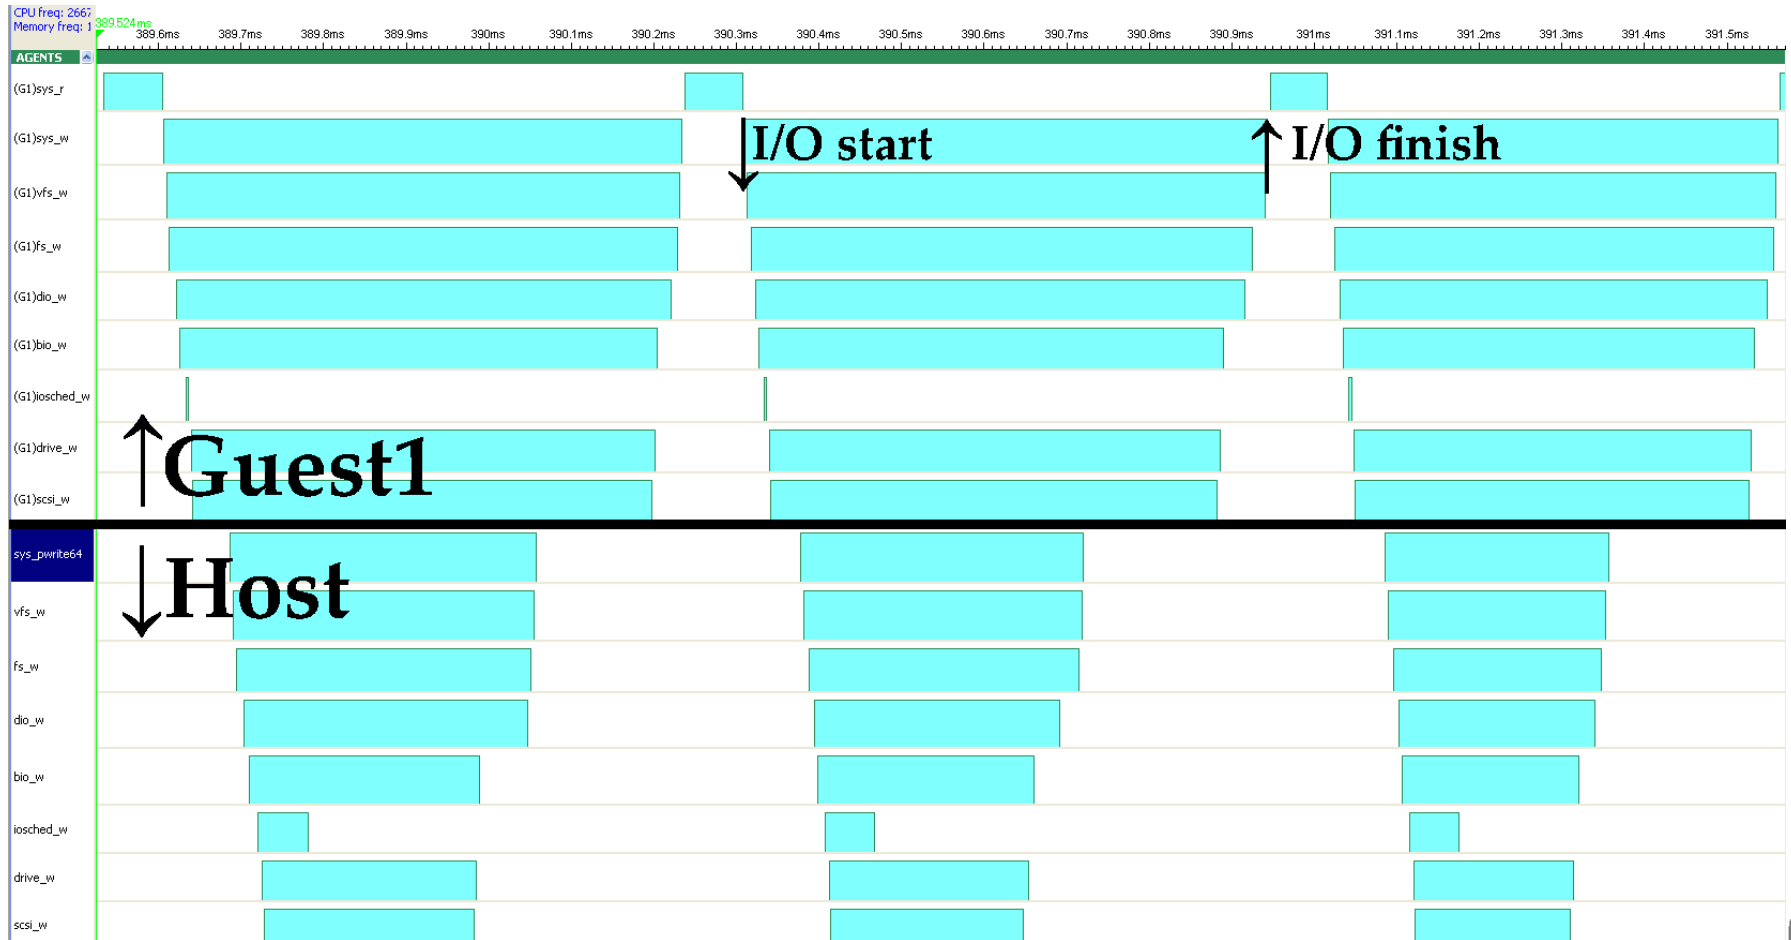 CPU freq: 2667
Memory freq: 1
389.524ms
389.6ms 389.7ms 389.8ms 389.9ms 390ms 390.1ms 390.2ms 390.3ms 390.4ms 390.5ms 390.6ms 390.7ms 390.8ms 390.9ms 391ms 391.1ms 391.2ms 391.3ms 391.4ms 391.5ms
AGENTS
(G1)sys_r
(G1)sys_w
I/O start
I/O finish
(G1)vfs_w
(G1)fs_w
(G1)dio_w
(G1)bio_w
(G1)iosched_w
(G1)drive_w
Guest1
(G1)scsi_w
sys_pwrite64
Host
vfs_w
fs_w
dio_w
bio_w
iosched_w
drive_w
scsi_w